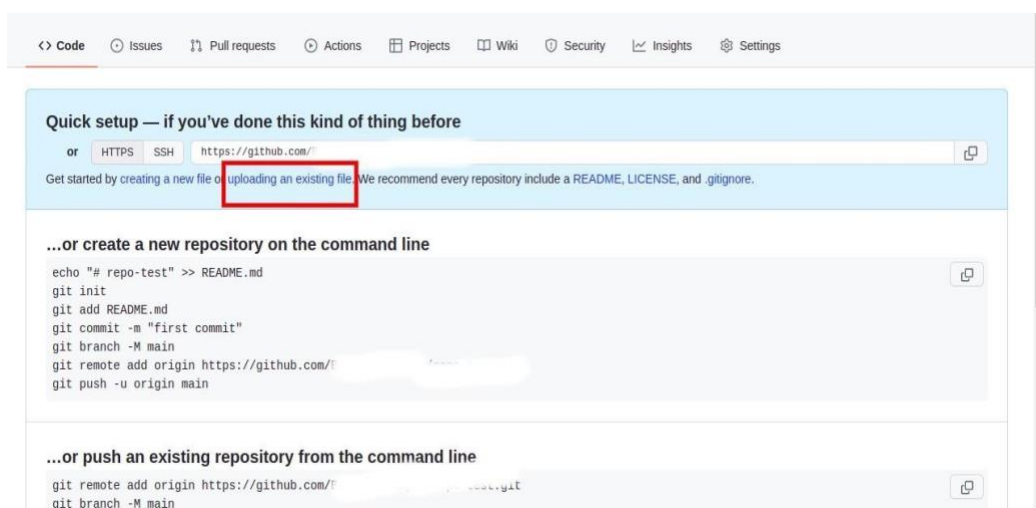 <> Code Issues Pull requests Actions Projects Wiki Security Insights Settings
Quick setup — if you've done this kind of thing before
or HTTPS SSH https://github.com/
Get started by creating a new file or uploading an existing file. We recommend every repository include a README, LICENSE, and .gitignore.
…or create a new repository on the command line
echo "# repo-test" >> README.md
git init
git add README.md
git commit -m "first commit"
git branch -M main
git remote add origin https://github.com/
git push -u origin main
…or push an existing repository from the command line
git remote add origin https://github.com/ .git
git branch -M main